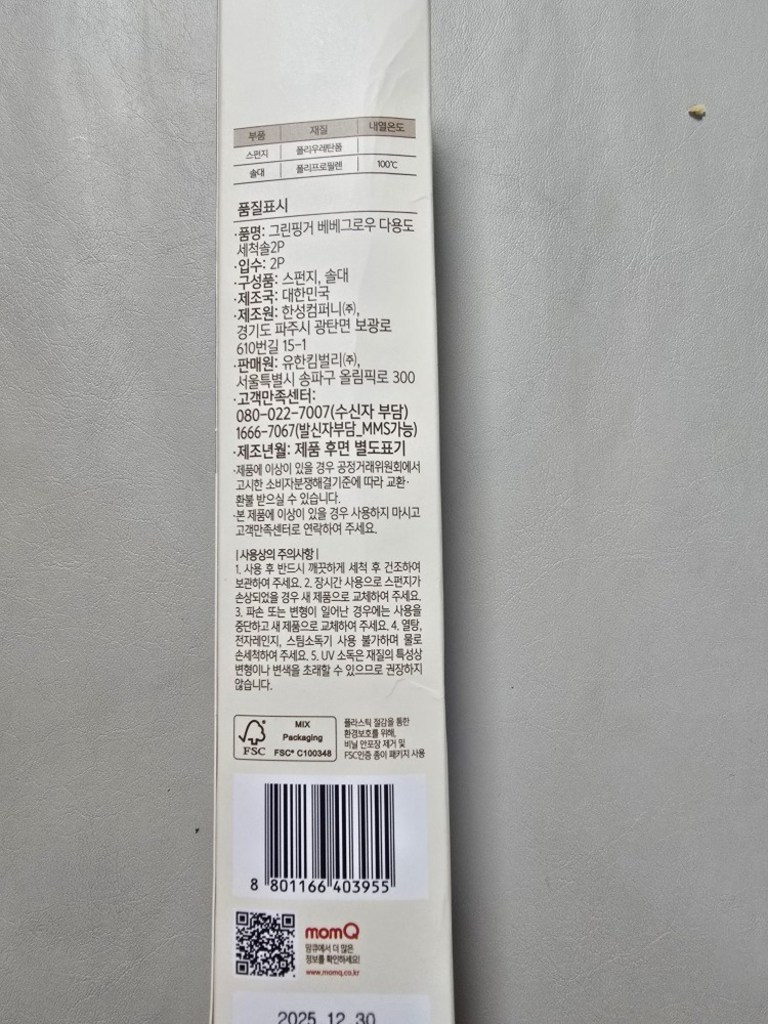 부품 재질 내열온도
스펀지 폴리우레탄폼
솔대 폴리프로필렌 100℃
품질표시
·품명: 그린핑거 베베그로우 다용도
세척솔2P
·입수: 2P
·구성품: 스펀지, 솔대
·제조국: 대한민국
·제조원: 한성컴퍼니㈜,
경기도 파주시 광탄면 보광로
610번길 15-1
·판매원: 유한킴벌리㈜,
서울특별시 송파구 올림픽로 300
·고객만족센터:
080-022-7007(수신자 부담)
1666-7067(발신자부담_MMS가능)
·제조년월: 제품 후면 별도표기
·제품에 이상이 있을 경우 공정거래위원회에서
고시한 소비자분쟁해결기준에 따라 교환·
환불 받으실 수 있습니다.
·본 제품에 이상이 있을 경우 사용하지 마시고
고객만족센터로 연락하여 주세요.
|사용상의 주의사항|
1. 사용 후 반드시 깨끗하게 세척 후 건조하여
보관하여 주세요. 2. 장시간 사용으로 스펀지가
손상되었을 경우 새 제품으로 교체하여 주세요.
3. 파손 또는 변형이 일어난 경우에는 사용을
중단하고 새 제품으로 교체하여 주세요. 4. 열탕,
전자레인지, 스팀소독기 사용 불가하며 물로
손세척하여 주세요. 5. UV 소독은 재질의 특성상
변형이나 변색을 초래할 수 있으므로 권장하지
않습니다.
FSC
MIX
Packaging
FSC® C100348
플라스틱 절감을 통한
환경보호를 위해,
비닐 안포장 제거 및
FSC인증 종이 패키지 사용
8 801166 403955
momQ
맘큐에서 더 많은
정보를 확인하세요!
www.momq.co.kr
2025. 12. 30